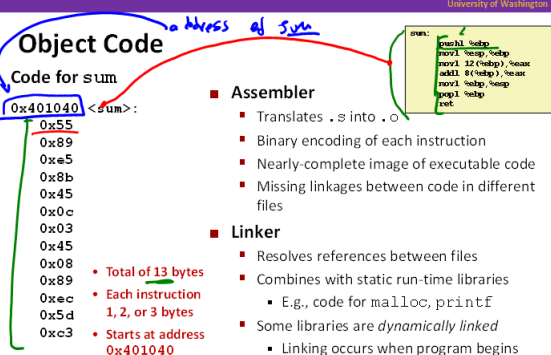 University of Washington
address of sum
Object Code
Code for sum
0x401040 <sum>:
0x55
0x89
0xe5
0x8b
0x45
0x0c
0x03
0x45
0x08
0x89
0xec
0x5d
0xc3
• Total of 13 bytes
• Each instruction
1, 2, or 3 bytes
• Starts at address
0x401040
sum:
pushl %ebp
movl %esp,%ebp
movl 12(%ebp),%eax
addl 8(%ebp),%eax
movl %ebp,%esp
popl %ebp
ret
■ Assembler
▪ Translates .s into .o
▪ Binary encoding of each instruction
▪ Nearly-complete image of executable code
▪ Missing linkages between code in different
files
■ Linker
▪ Resolves references between files
▪ Combines with static run-time libraries
▪ E.g., code for malloc, printf
▪ Some libraries are dynamically linked
▪ Linking occurs when program begins